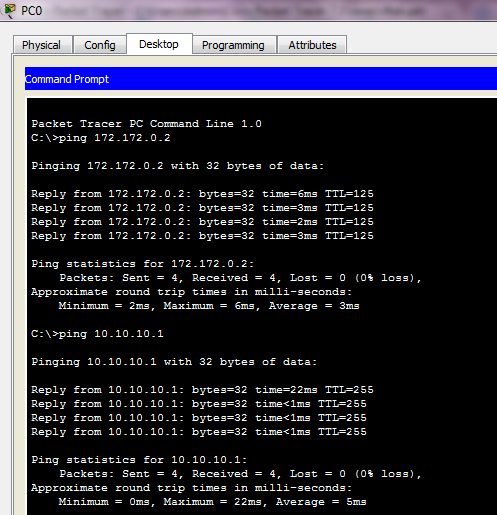 PC0
Physical Config Desktop Programming Attributes
Command Prompt
Packet Tracer PC Command Line 1.0
C:\>ping 172.172.0.2
Pinging 172.172.0.2 with 32 bytes of data:
Reply from 172.172.0.2: bytes=32 time=6ms TTL=125
Reply from 172.172.0.2: bytes=32 time=3ms TTL=125
Reply from 172.172.0.2: bytes=32 time=2ms TTL=125
Reply from 172.172.0.2: bytes=32 time=3ms TTL=125
Ping statistics for 172.172.0.2:
    Packets: Sent = 4, Received = 4, Lost = 0 (0% loss),
Approximate round trip times in milli-seconds:
    Minimum = 2ms, Maximum = 6ms, Average = 3ms
C:\>ping 10.10.10.1
Pinging 10.10.10.1 with 32 bytes of data:
Reply from 10.10.10.1: bytes=32 time=22ms TTL=255
Reply from 10.10.10.1: bytes=32 time<1ms TTL=255
Reply from 10.10.10.1: bytes=32 time<1ms TTL=255
Reply from 10.10.10.1: bytes=32 time<1ms TTL=255
Ping statistics for 10.10.10.1:
    Packets: Sent = 4, Received = 4, Lost = 0 (0% loss),
Approximate round trip times in milli-seconds:
    Minimum = 0ms, Maximum = 22ms, Average = 5ms